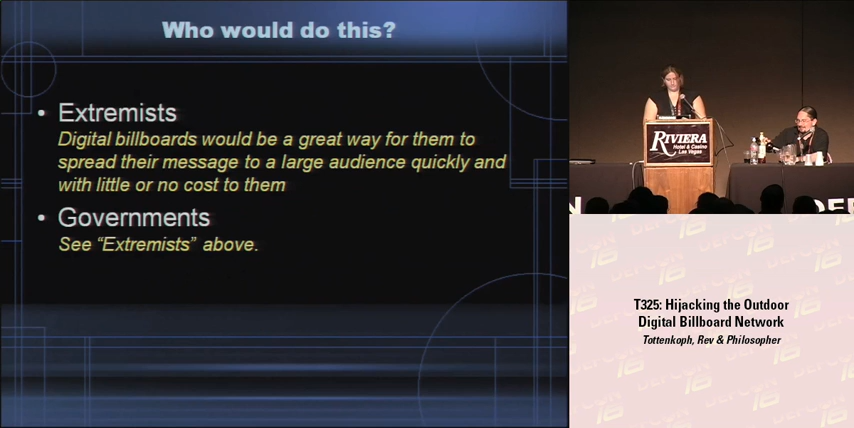 Who would do this?
• Extremists
Digital billboards would be a great way for them to
spread their message to a large audience quickly and
with little or no cost to them
• Governments
See “Extremists” above.
RIVIERA
Hotel & Casino
Las Vegas
T325: Hijacking the Outdoor
Digital Billboard Network
Tottenkoph, Rev & Philosopher
DEFCON
16